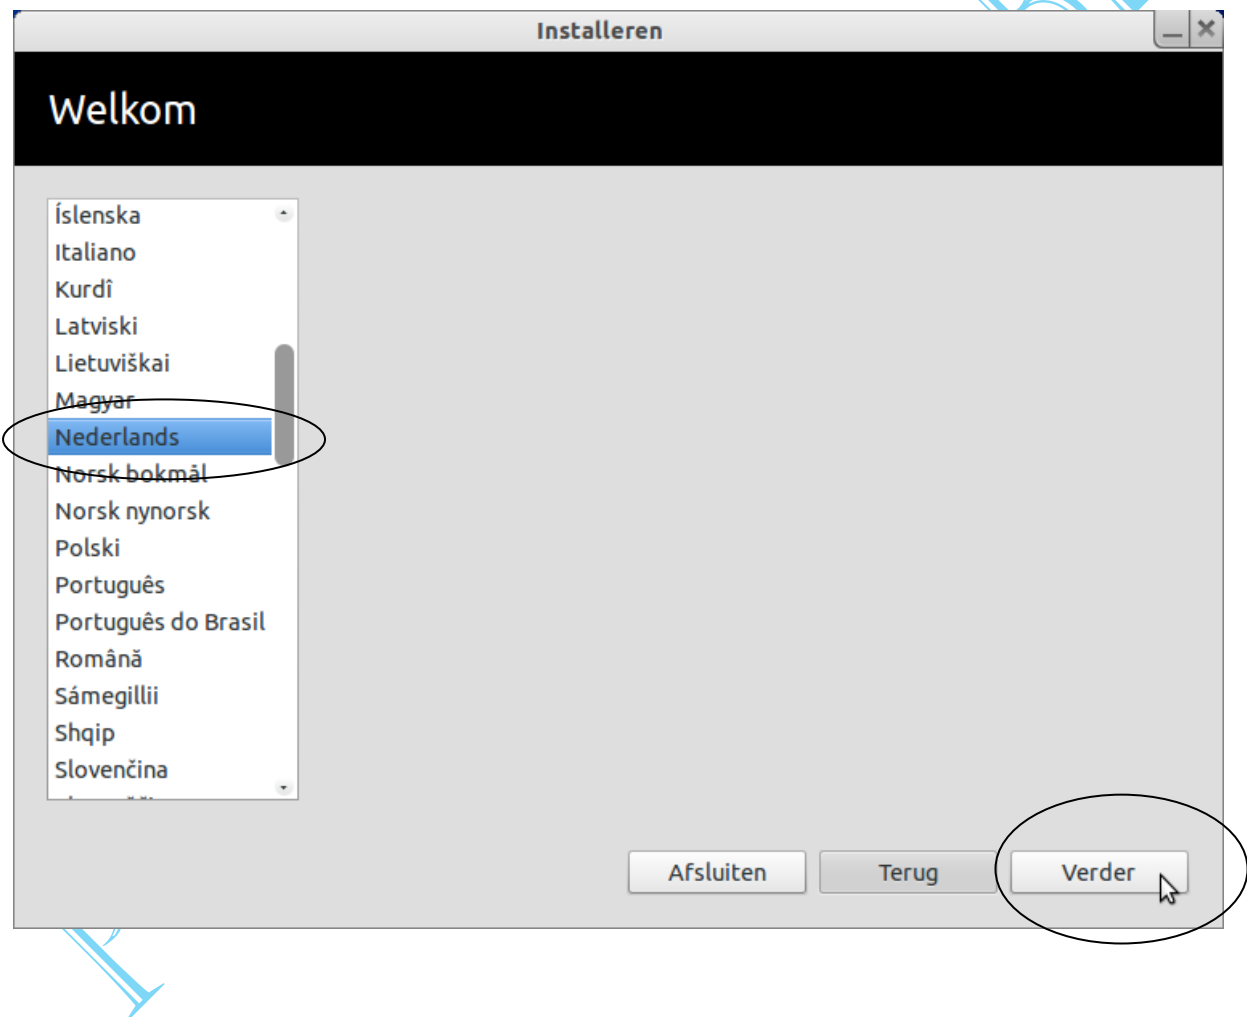 Installeren
Welkom
Íslenska
Italiano
Kurdî
Latviski
Lietuviškai
Magyar
Nederlands
Norsk bokmål
Norsk nynorsk
Polski
Português
Português do Brasil
Română
Sámegillii
Shqip
Slovenčina
Afsluiten Terug Verder